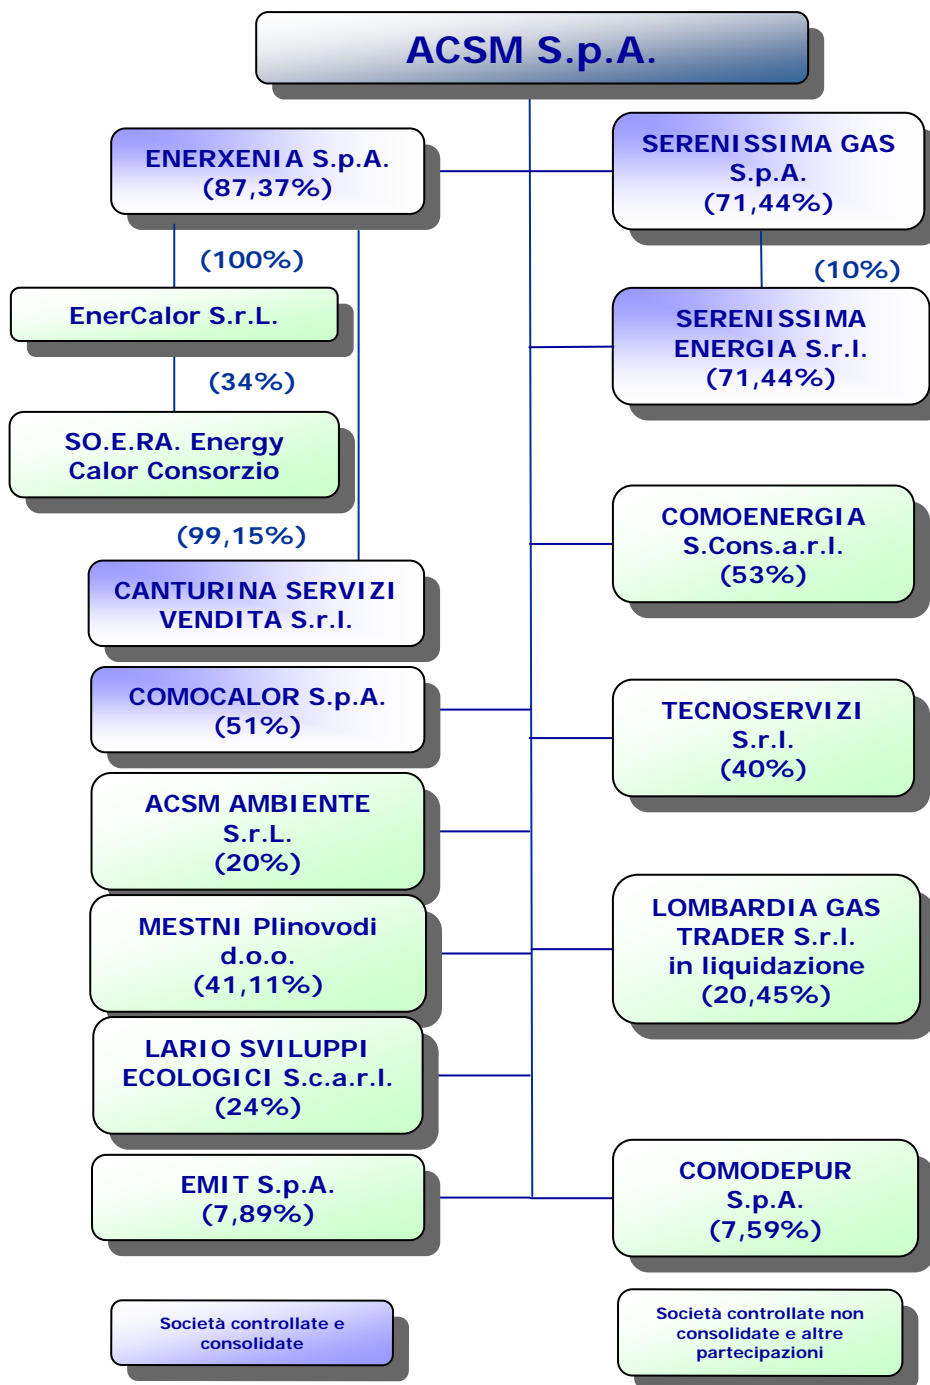 ACSM S.p.A.
ENERXENIA S.p.A.
(87,37%)
SERENISSIMA GAS
S.p.A.
(71,44%)
(100%)
(10%)
EnerCalor S.r.L.
SERENISSIMA
ENERGIA S.r.l.
(71,44%)
(34%)
SO.E.RA. Energy
Calor Consorzio
(99,15%)
COMOENERGIA
S.Cons.a.r.l.
(53%)
CANTURINA SERVIZI
VENDITA S.r.l.
COMOCALOR S.p.A.
(51%)
TECNOSERVIZI
S.r.l.
(40%)
ACSM AMBIENTE
S.r.L.
(20%)
MESTNI Plinovodi
d.o.o.
(41,11%)
LOMBARDIA GAS
TRADER S.r.l.
in liquidazione
(20,45%)
LARIO SVILUPPI
ECOLOGICI S.c.a.r.l.
(24%)
EMIT S.p.A.
(7,89%)
COMODEPUR
S.p.A.
(7,59%)
Società controllate e
consolidate
Società controllate non
consolidate e altre
partecipazioni